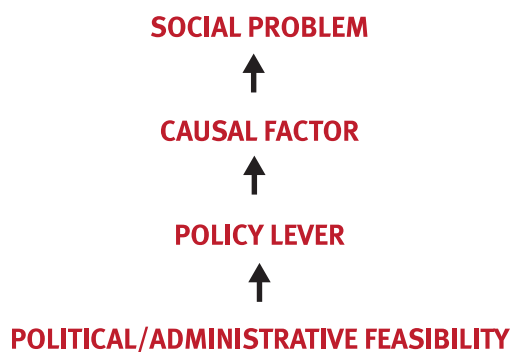 SOCIAL PROBLEM
CAUSAL FACTOR
POLICY LEVER
POLITICAL/ADMINISTRATIVE FEASIBILITY